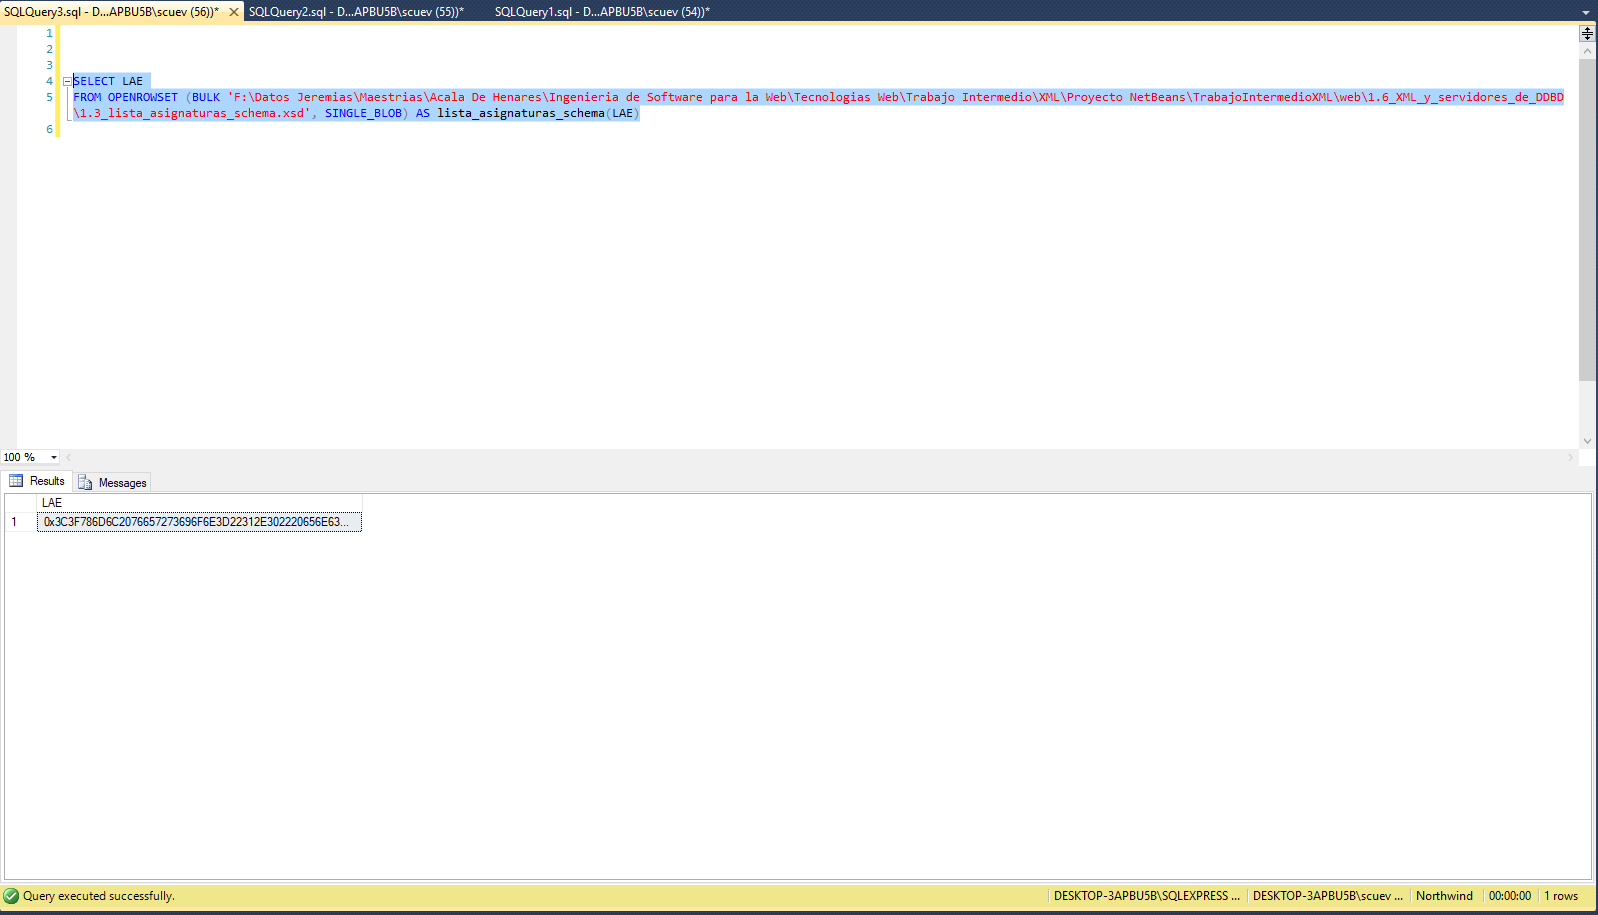 SQLQuery3.sql - D...APBU5B\scuev (56))* SQLQuery2.sql - D...APBU5B\scuev (55))* SQLQuery1.sql - D...APBU5B\scuev (54))*
1
2
3
4 SELECT LAE
5 FROM OPENROWSET (BULK 'F:\Datos Jeremias\Maestrias\Acala De Henares\Ingenieria de Software para la Web\Tecnologias Web\Trabajo Intermedio\XML\Proyecto NetBeans\TrabajoIntermedioXML\web\1.6_XML_y_servidores_de_DDBD
\1.3_lista_asignaturas_schema.xsd', SINGLE_BLOB) AS lista_asignaturas_schema(LAE)
6
100 %
Results Messages
LAE
1 0x3C3F786D6C2076657273696F6E3D22312E302220656E63...
Query executed successfully. DESKTOP-3APBU5B\SQLEXPRESS ... DESKTOP-3APBU5B\scuev ... Northwind 00:00:00 1 rows